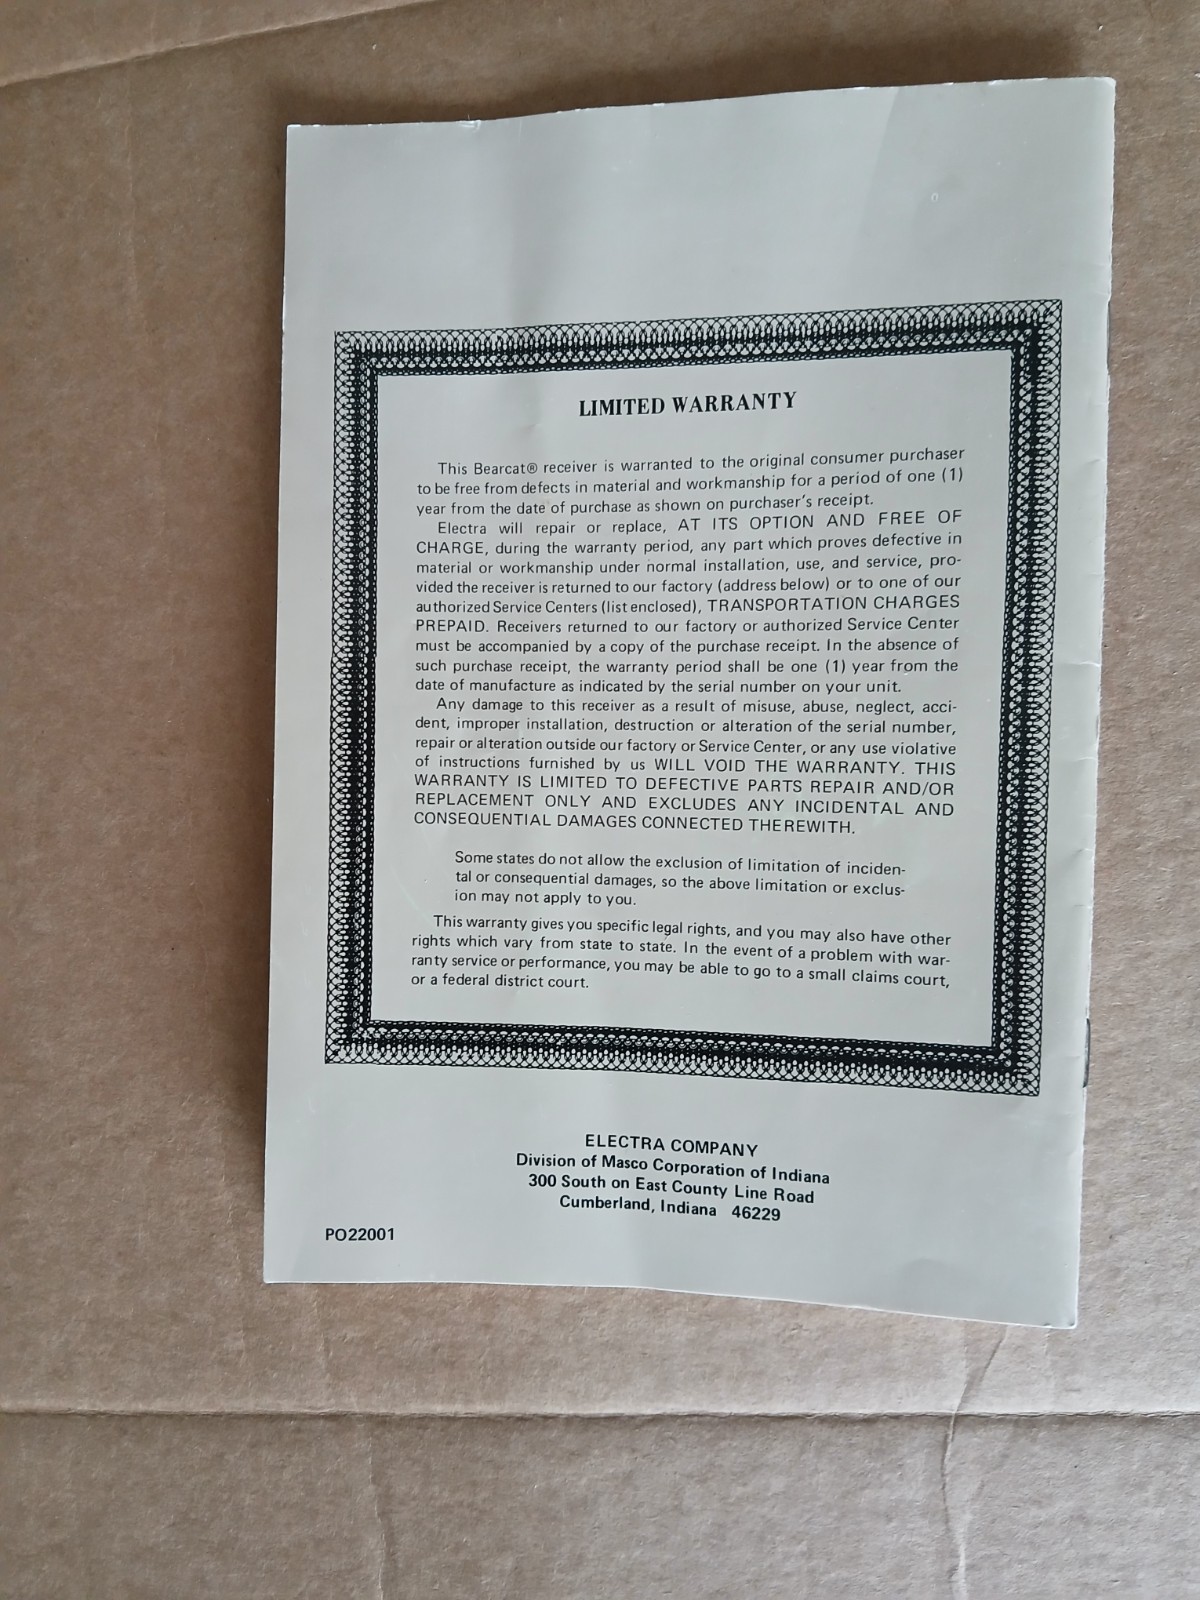 LIMITED WARRANTY
This Bearcat® receiver is warranted to the original consumer purchaser
to be free from defects in material and workmanship for a period of one (1)
year from the date of purchase as shown on purchaser's receipt.
Electra will repair or replace, AT ITS OPTION AND FREE OF
CHARGE, during the warranty period, any part which proves defective in
material or workmanship under normal installation, use, and service, pro-
vided the receiver is returned to our factory (address below) or to one of our
authorized Service Centers (list enclosed), TRANSPORTATION CHARGES
PREPAID. Receivers returned to our factory or authorized Service Center
must be accompanied by a copy of the purchase receipt. In the absence of
such purchase receipt, the warranty period shall be one (1) year from the
date of manufacture as indicated by the serial number on your unit.
Any damage to this receiver as a result of misuse, abuse, neglect, acci-
dent, improper installation, destruction or alteration of the serial number,
repair or alteration outside our factory or Service Center, or any use violative
of instructions furnished by us WILL VOID THE WARRANTY. THIS
WARRANTY IS LIMITED TO DEFECTIVE PARTS REPAIR AND/OR
REPLACEMENT ONLY AND EXCLUDES ANY INCIDENTAL AND
CONSEQUENTIAL DAMAGES CONNECTED THEREWITH.
Some states do not allow the exclusion of limitation of inciden-
tal or consequential damages, so the above limitation or exclus-
ion may not apply to you.
This warranty gives you specific legal rights, and you may also have other
rights which vary from state to state. In the event of a problem with war-
ranty service or performance, you may be able to go to a small claims court,
or a federal district court.
ELECTRA COMPANY
Division of Masco Corporation of Indiana
300 South on East County Line Road
Cumberland, Indiana 46229
PO22001